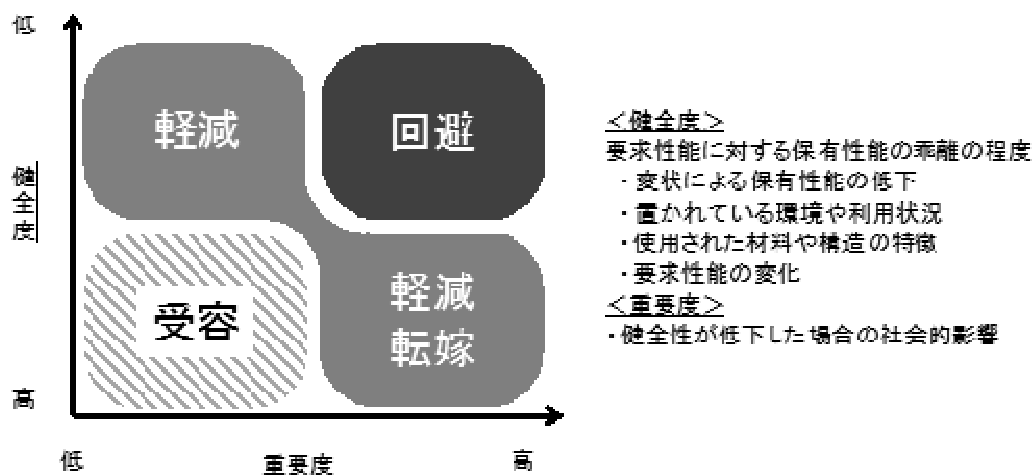 低
健全度
高
軽減
回避
受容
軽減
転嫁
低
重要度
高
＜健全度＞
要求性能に対する保有性能の乖離の程度
・変状による保有性能の低下
・置かれている環境や利用状況
・使用された材料や構造の特徴
・要求性能の変化
＜重要度＞
・健全性が低下した場合の社会的影響